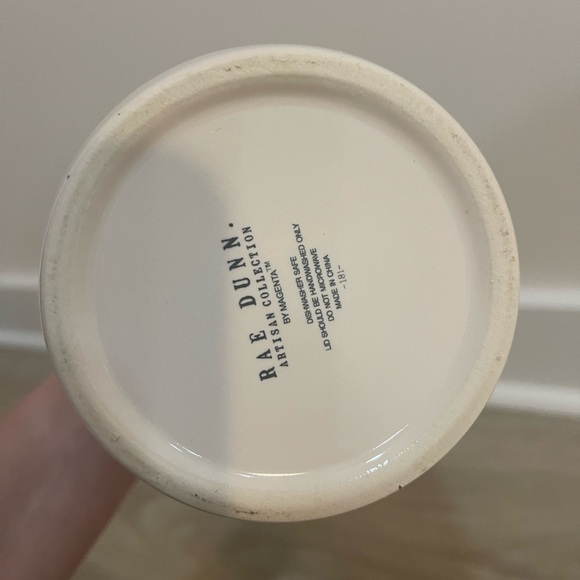 RAE DUNN.
ARTISAN COLLECTION™
BY MAGENTA™
DISHWASHER SAFE
LID SHOULD BE HANDWASHED ONLY
DO NOT MICROWAVE
MADE IN CHINA
-181-